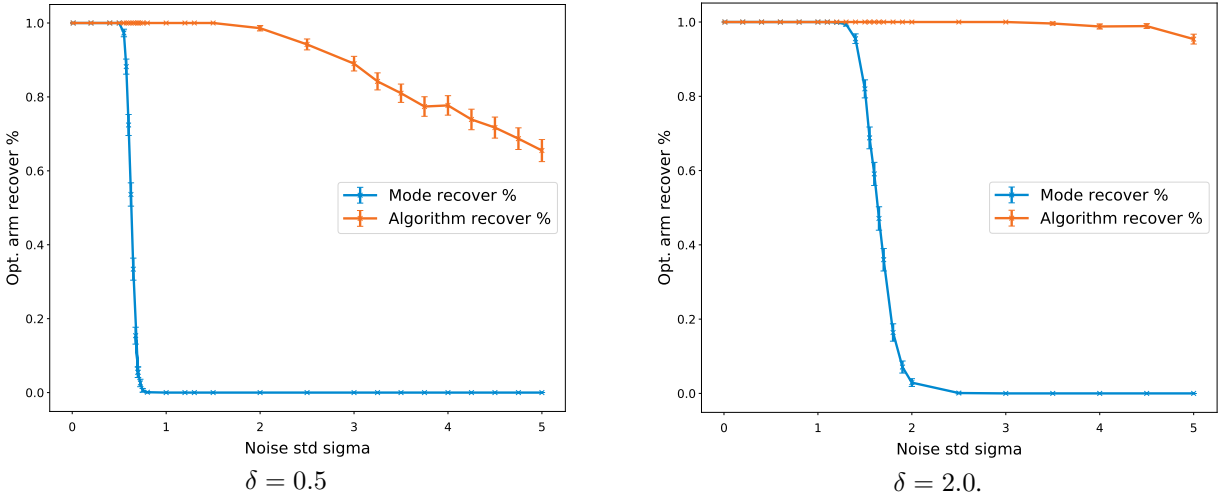 1.0
0.8
0.6
0.4
0.2
0.0
Opt. arm recover %
Mode recover %
Algorithm recover %
0 1 2 3 4 5
Noise std sigma
δ = 0.5
1.0
0.8
0.6
0.4
0.2
0.0
Opt. arm recover %
Mode recover %
Algorithm recover %
0 1 2 3 4 5
Noise std sigma
δ = 2.0.